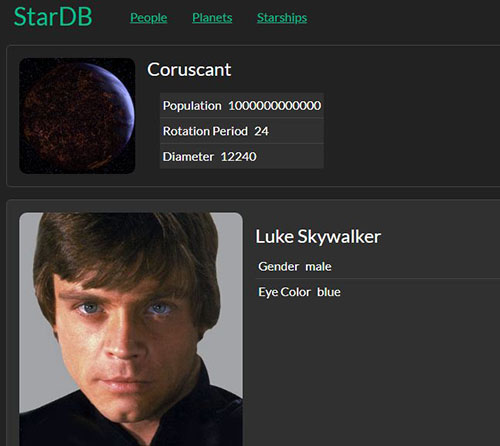 StarDB People Planets Starships
Coruscant
Population 1000000000000
Rotation Period 24
Diameter 12240
Luke Skywalker
Gender male
Eye Color blue